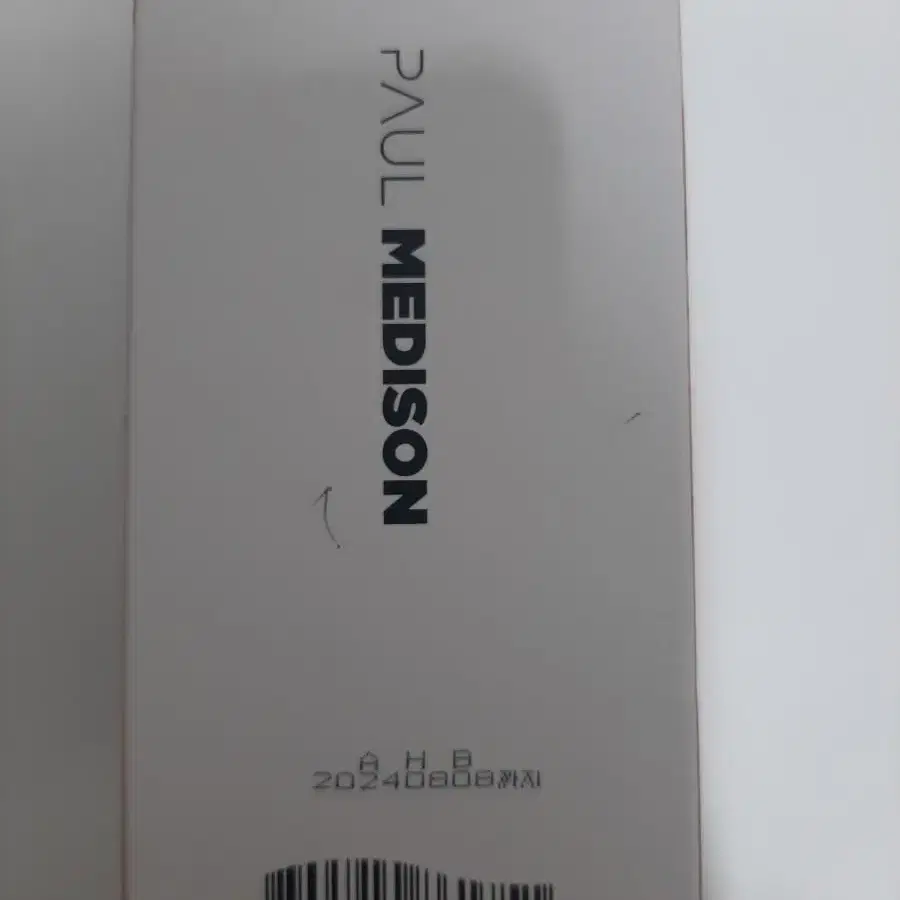 PAUL MEDISON
A H B
20240808까지